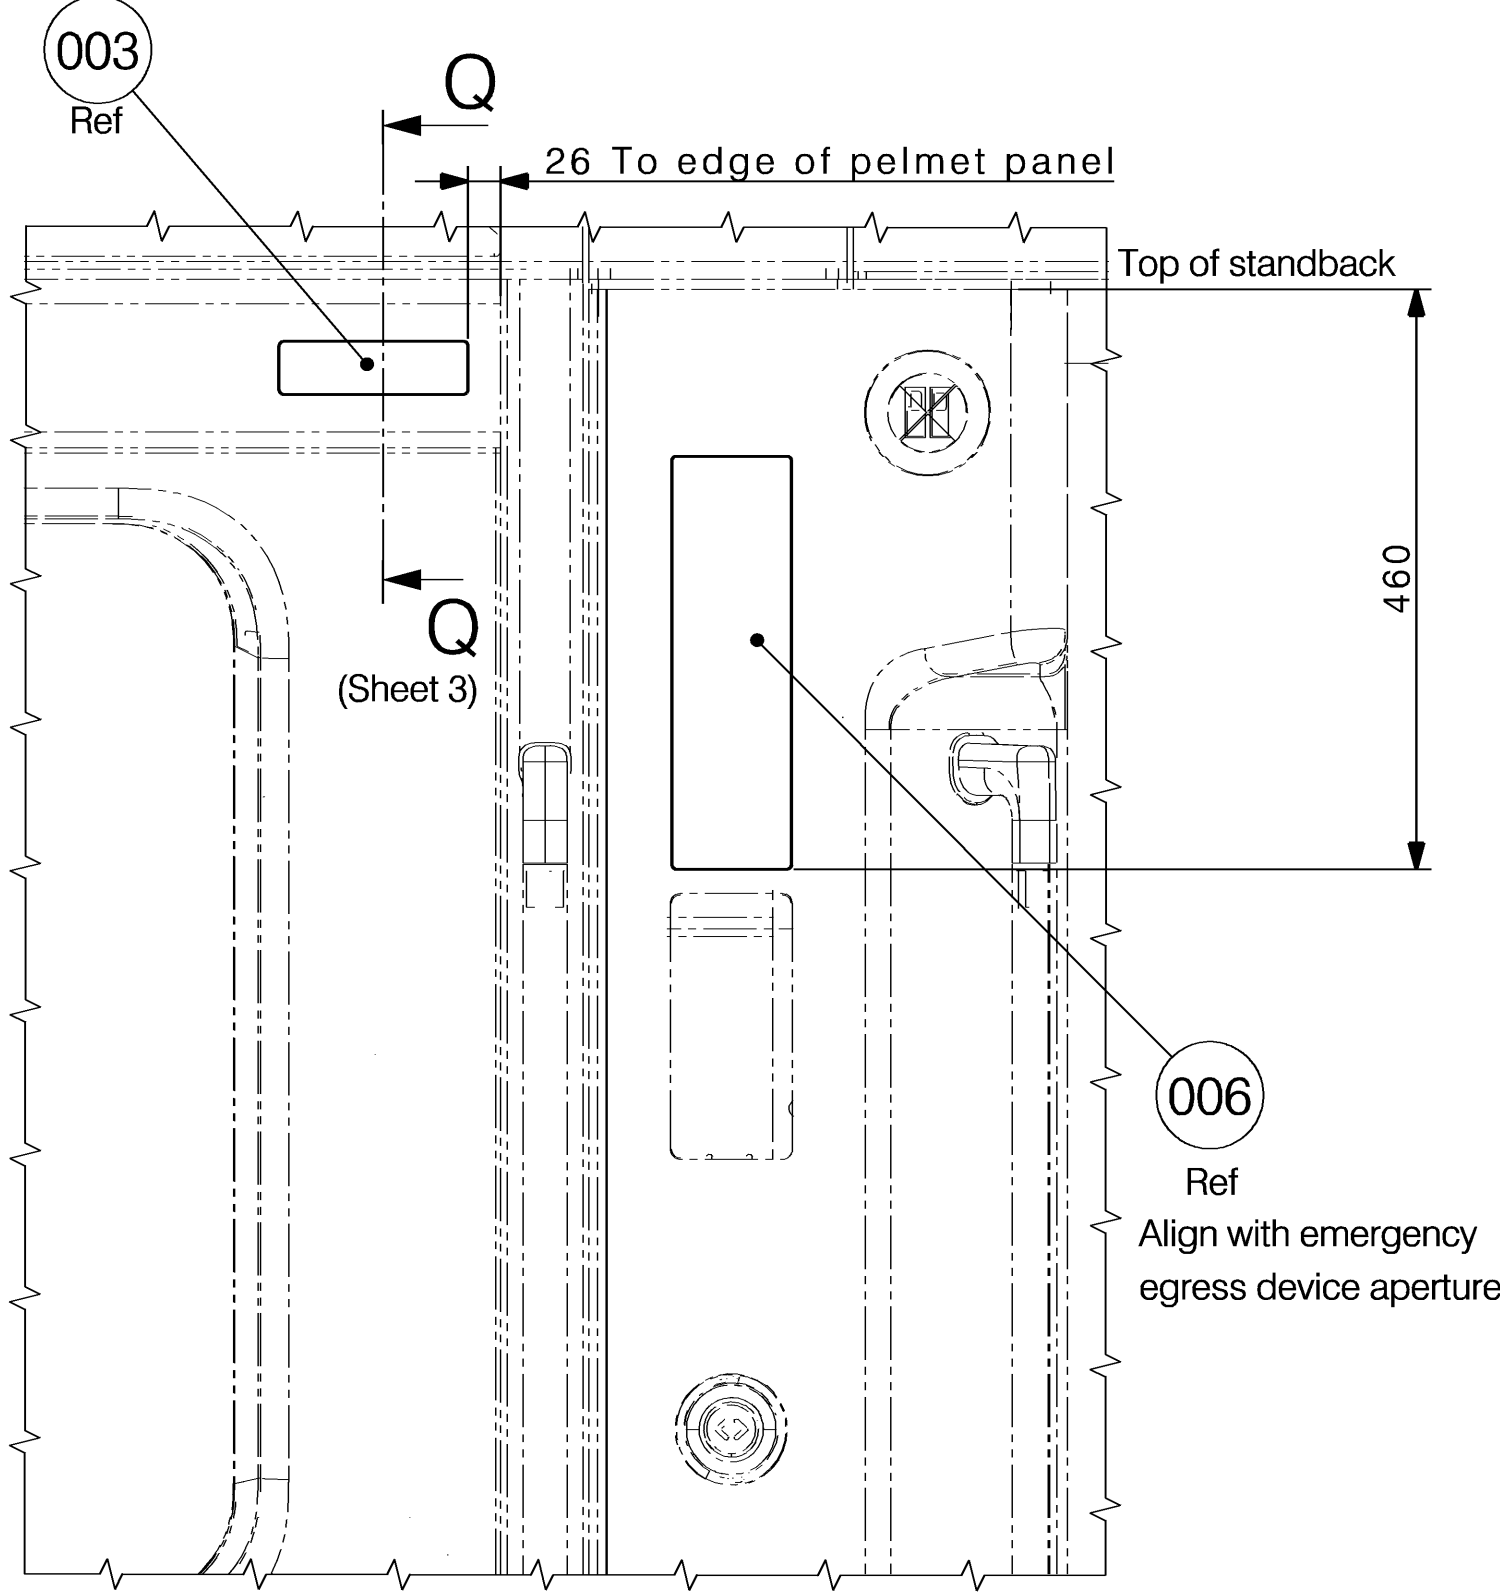 003
Ref
Q
26 To edge of pelmet panel
Top of standback
460
Q
(Sheet 3)
006
Ref
Align with emergency
egress device aperture